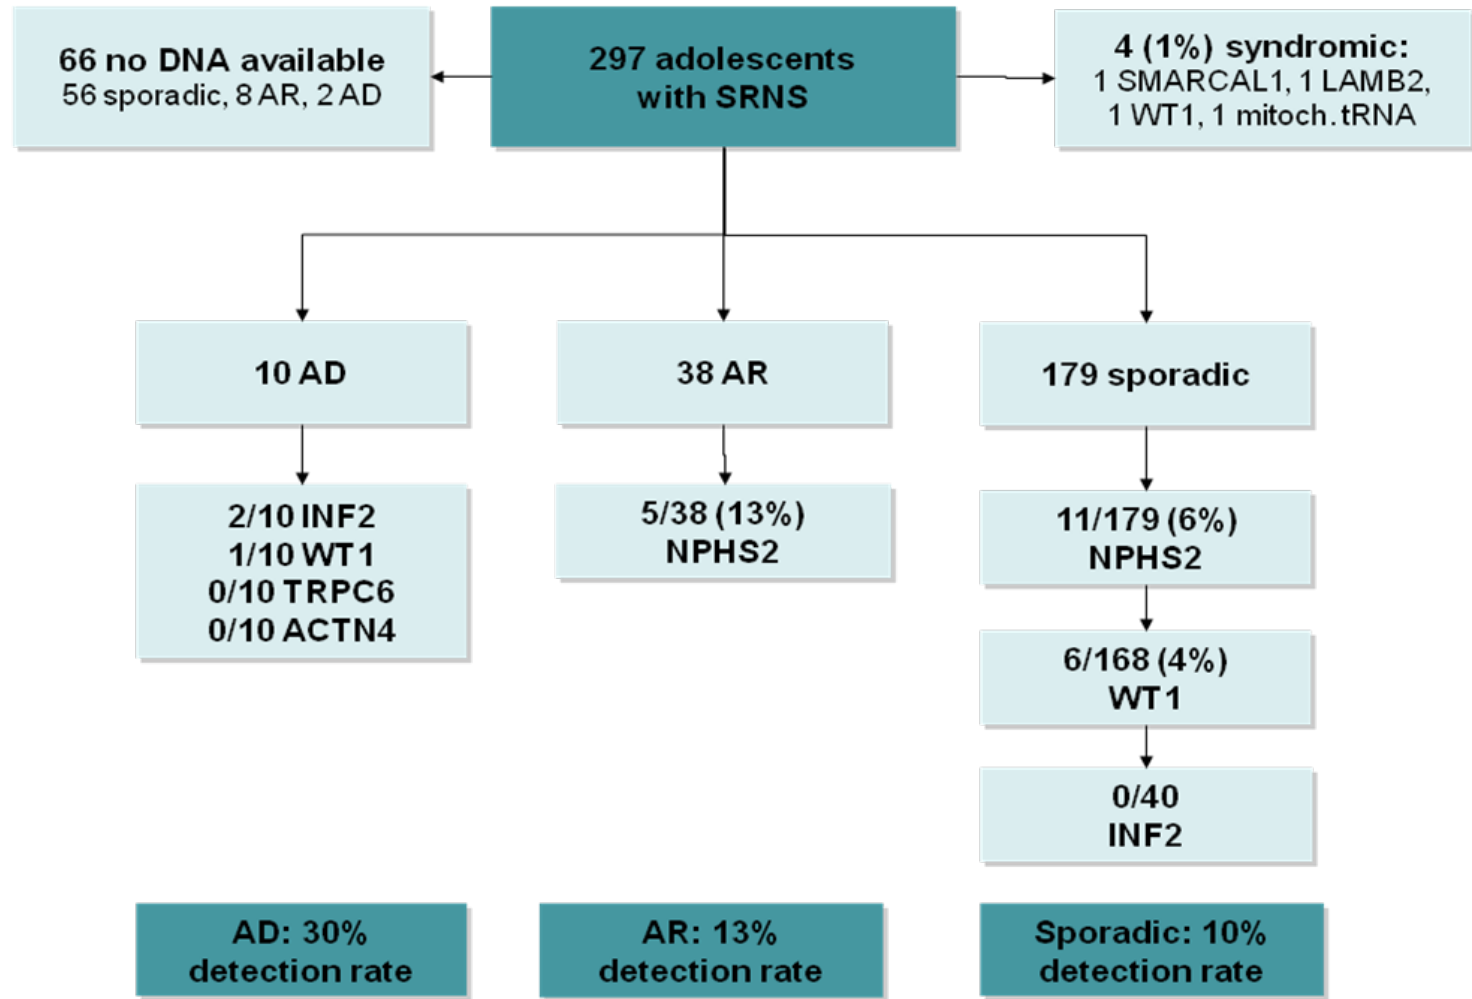 66 no DNA available
56 sporadic, 8 AR, 2 AD
297 adolescents
with SRNS
4 (1%) syndromic:
1 SMARCAL1, 1 LAMB2,
1 WT1, 1 mitoch.tRNA
10 AD
38 AR
179 sporadic
2/10 INF2
1/10 WT1
0/10 TRPC6
0/10 ACTN4
5/38 (13%)
NPHS2
11/179 (6%)
NPHS2
6/168 (4%)
WT1
0/40
INF2
AD: 30%
detection rate
AR: 13%
detection rate
Sporadic: 10%
detection rate